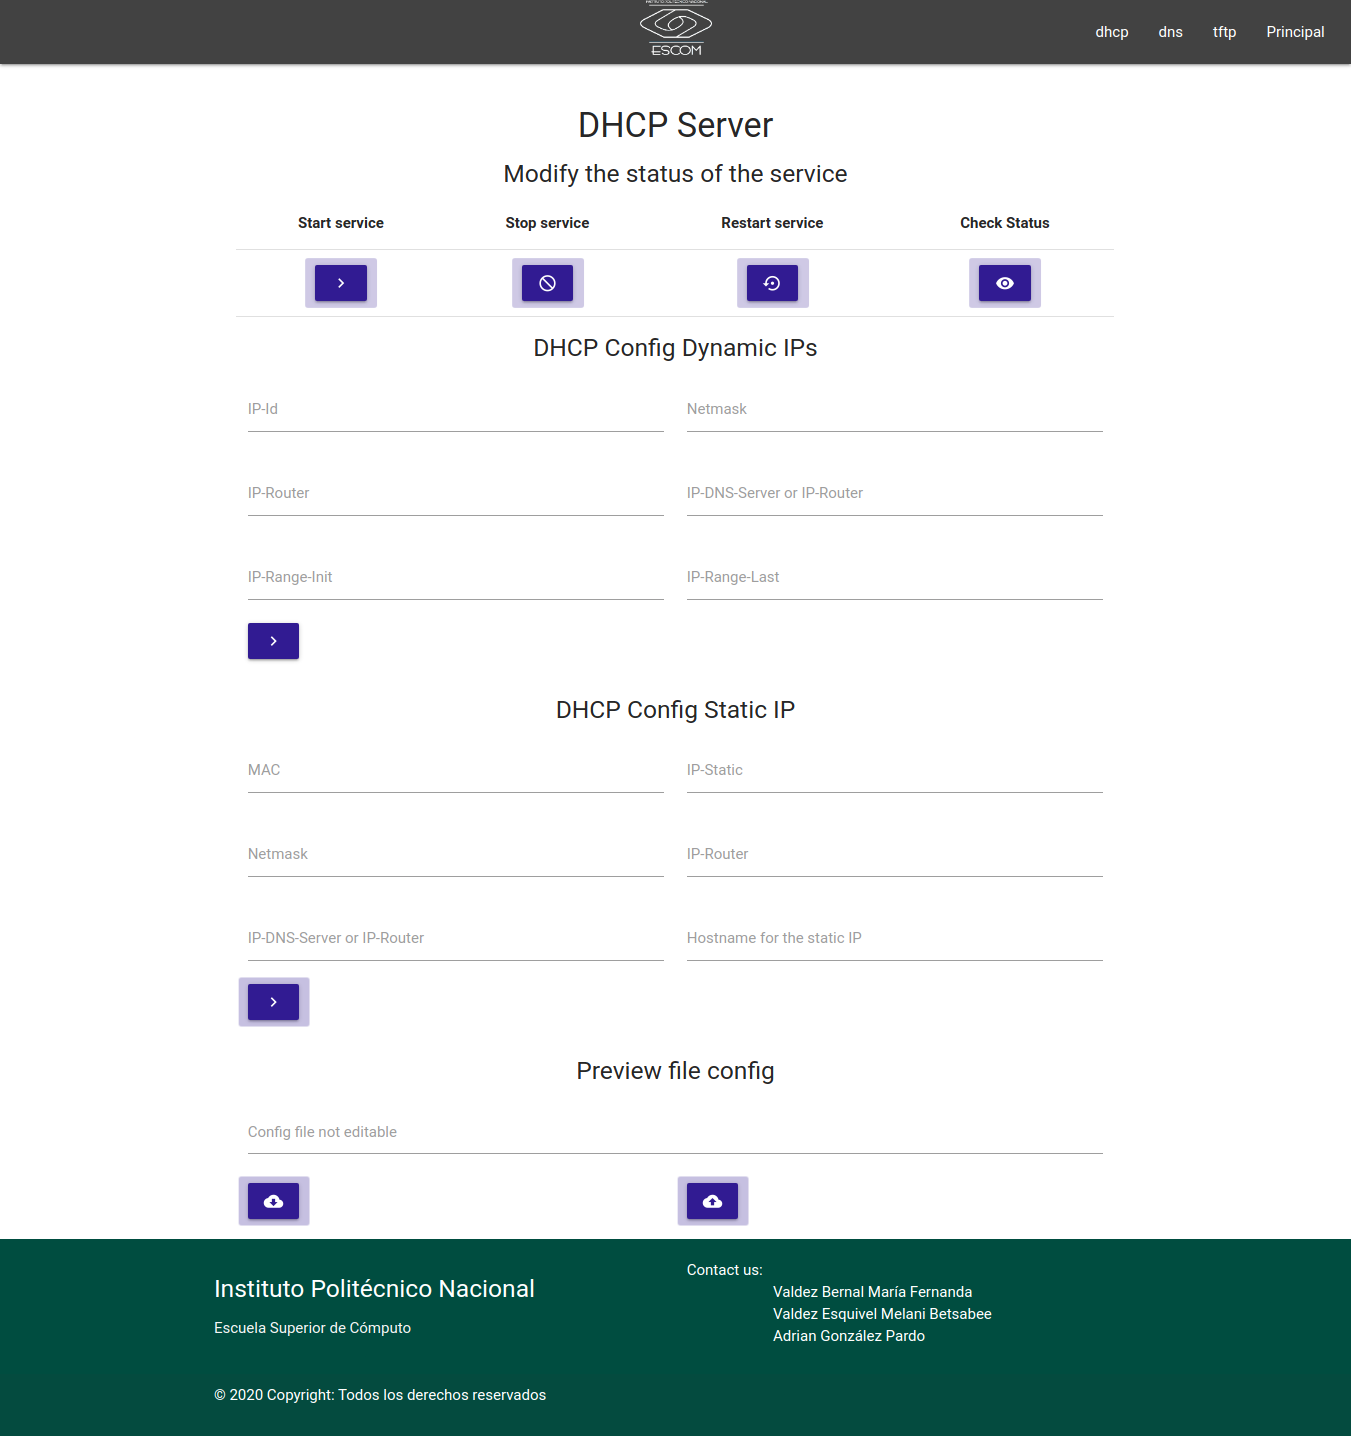 INSTITUTO POLITECNICO NACIONAL
ESCOM
dhcp dns tftp Principal
DHCP Server
Modify the status of the service
Start service Stop service Restart service Check Status
DHCP Config Dynamic IPs
IP-Id Netmask
IP-Router IP-DNS-Server or IP-Router
IP-Range-Init IP-Range-Last
DHCP Config Static IP
MAC IP-Static
Netmask IP-Router
IP-DNS-Server or IP-Router Hostname for the static IP
Preview file config
Config file not editable
Instituto Politécnico Nacional
Escuela Superior de Cómputo
Contact us:
Valdez Bernal María Fernanda
Valdez Esquivel Melani Betsabee
Adrian González Pardo
© 2020 Copyright: Todos los derechos reservados